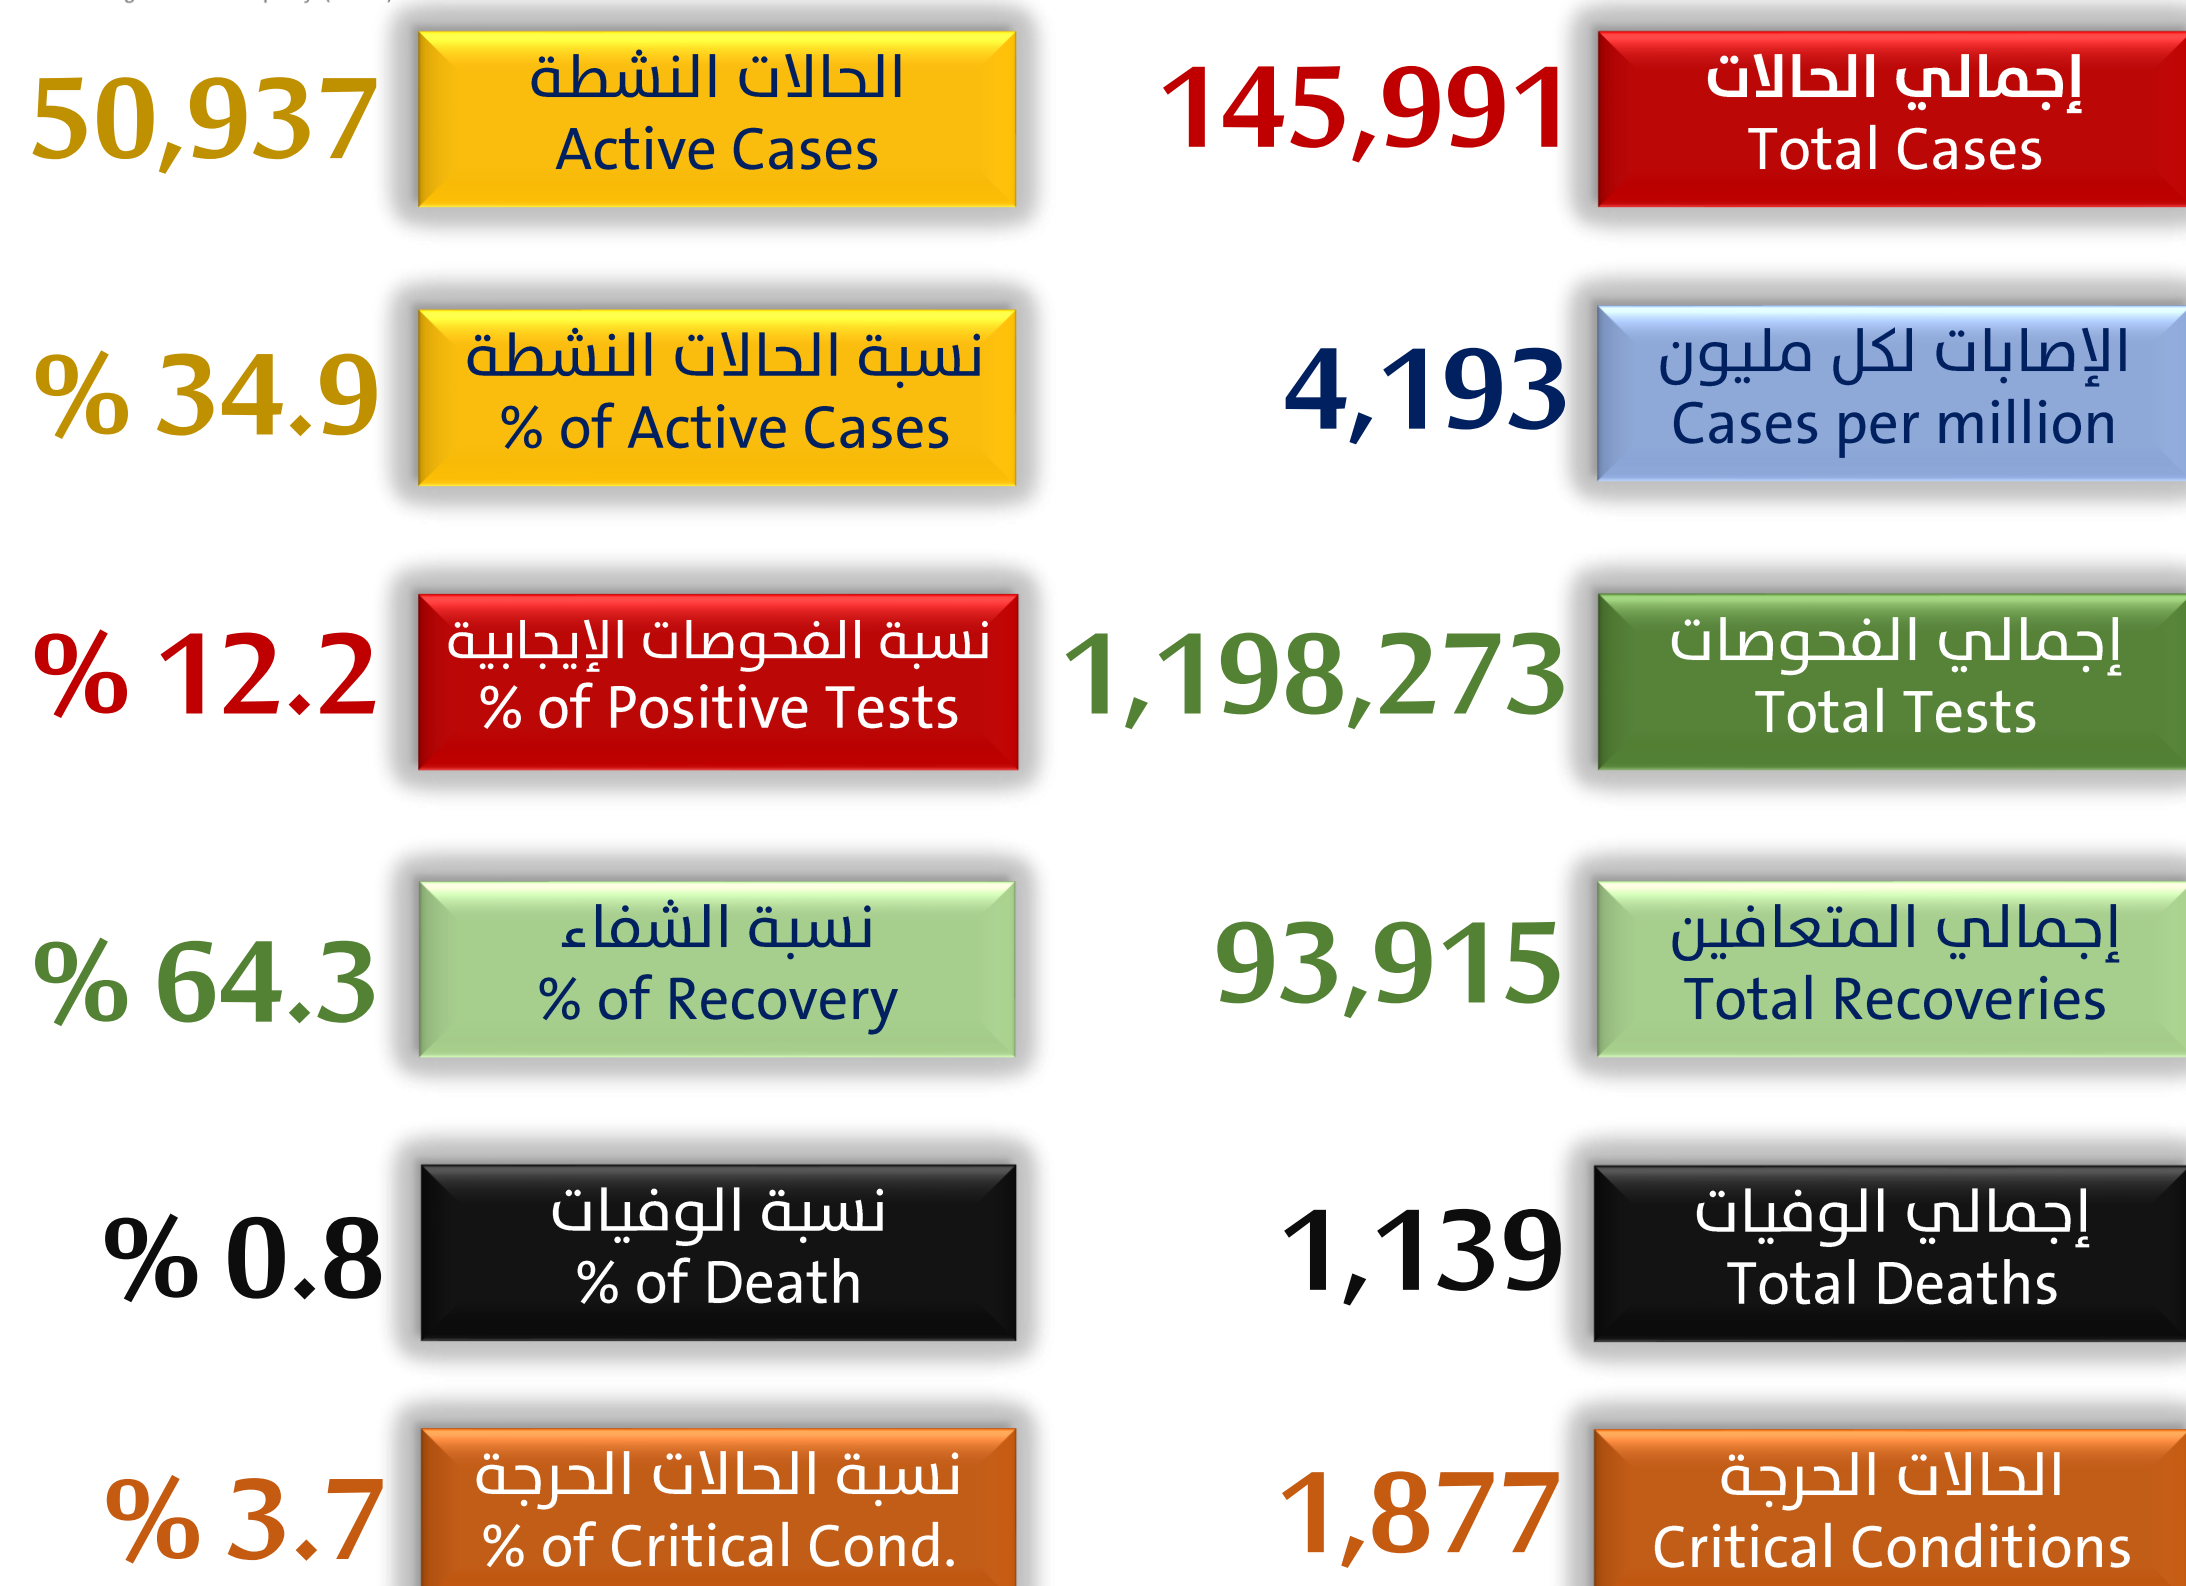 إجمالي الحالات
Total Cases
145,991
الحالات النشطة
Active Cases
50,937
الإصابات لكل مليون
Cases per million
4,193
نسبة الحالات النشطة
% of Active Cases
% 34.9
إجمالي الفحوصات
Total Tests
1,198,273
نسبة الفحوصات الإيجابية
% of Positive Tests
% 12.2
إجمالي المتعافين
Total Recoveries
93,915
نسبة الشفاء
% of Recovery
% 64.3
إجمالي الوفيات
Total Deaths
1,139
نسبة الوفيات
% of Death
% 0.8
الحالات الحرجة
Critical Conditions
1,877
نسبة الحالات الحرجة
% of Critical Cond.
% 3.7